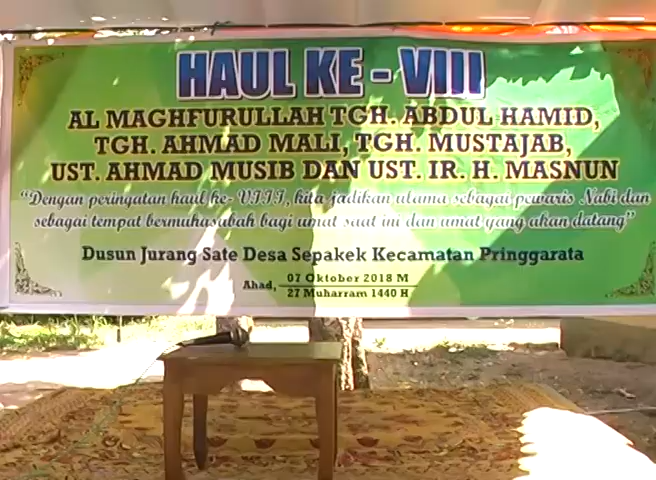 HAUL KE - VIII
AL MAGHFURULLAH TGH. ABDUL HAMID,
TGH. AHMAD MALI, TGH. MUSTAJAB,
UST. AHMAD MUSIB DAN UST. IR. H. MASNUN
"Dengan peringatan haul ke- VIII, kita jadikan ulama sebagai pewaris Nabi dan
sebagai tempat bermuhasabah bagi umat saat ini dan umat yang akan datang"
Dusun Jurang Sate Desa Sepakek Kecamatan Pringgarata
Ahad, 07 Oktober 2018 M
27 Muharram 1440 H